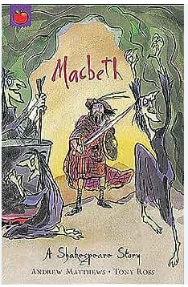 Macbeth
A Shakespeare Story
ANDREW MATTHEWS • TONY ROSS